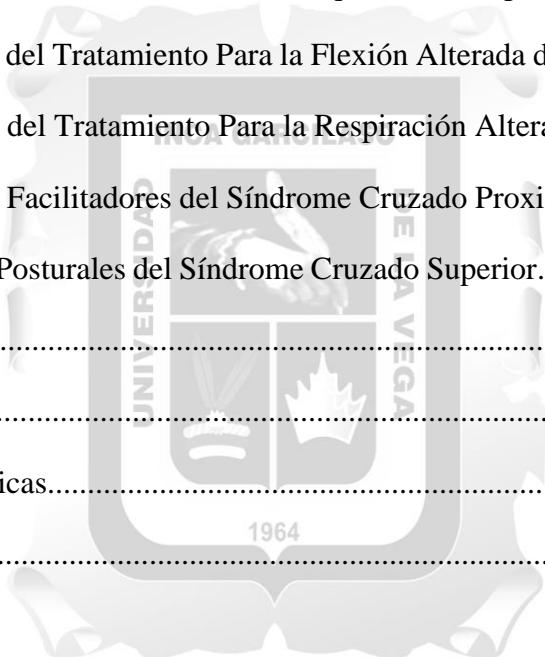 del Tratamiento Para la Flexión Alterada d
del Tratamiento Para la Respiración Altera
INCA GARCILASO
Facilitadores del Síndrome Cruzado Proxi
Posturales del Síndrome Cruzado Superior.
UNIVERSIDAD
DE LA VEGA
................................................................
................................................................
icas................................................................
1964
................................................................